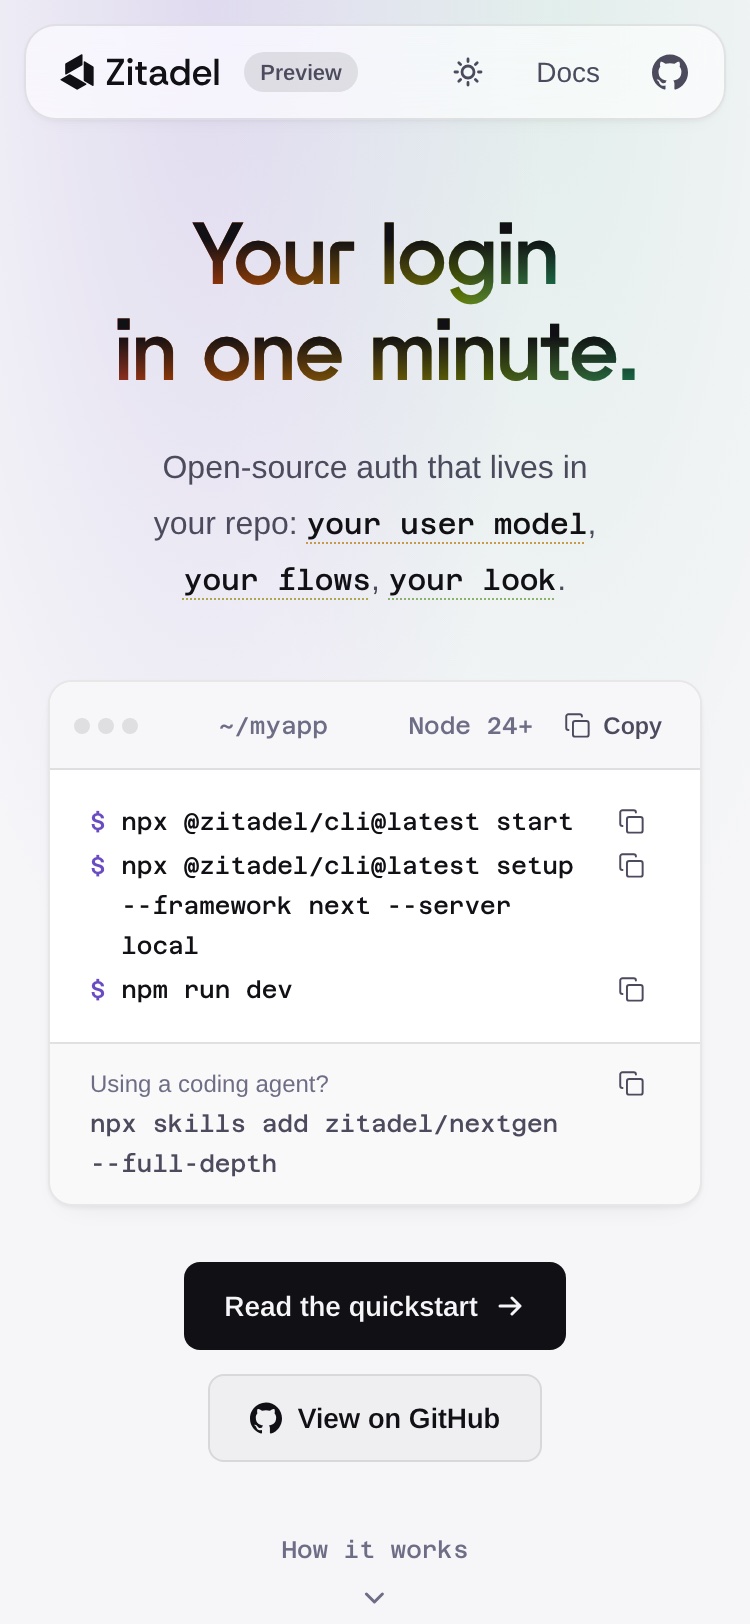 Zitadel Preview Docs
Your login
in one minute.
Open-source auth that lives in
your repo: your user model,
your flows, your look.
~/myapp Node 24+ Copy
$ npx @zitadel/cli@latest start
$ npx @zitadel/cli@latest setup
--framework next --server
local
$ npm run dev
Using a coding agent?
npx skills add zitadel/nextgen
--full-depth
Read the quickstart →
View on GitHub
How it works